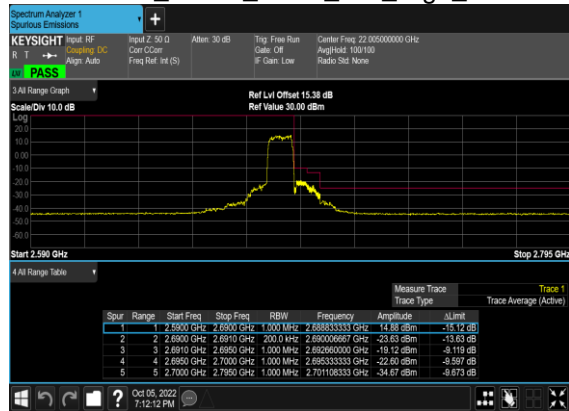 Spectrum Analyzer 1
Spurious Emissions
+
KEYSIGHT Input: RF Input Z: 50 Ω Atten: 30 dB Trig: Free Run Center Freq: 22.005000000 GHz
R T Coupling: DC Corr CCorr Gate: Off Avg|Hold: 100/100
Align: Auto Freq Ref: Int (S) IF Gain: Low Radio Std: None
PASS
3 All Range Graph
Ref Lvl Offset 15.38 dB
Scale/Div 10.0 dB Ref Value 30.00 dBm
Log
20.0
10.0
0.00
-10.0
-20.0
-30.0
-40.0
-50.0
-60.0
Start 2.590 GHz Stop 2.795 GHz
4 All Range Table
Measure Trace Trace 1
Trace Type Trace Average (Active)
Spur Range Start Freq Stop Freq RBW Frequency Amplitude ΔLimit
1 1 2.5900 GHz 2.6900 GHz 1.000 MHz 2.688833333 GHz 14.88 dBm -15.12 dB
2 2 2.6900 GHz 2.6910 GHz 200.0 kHz 2.690006667 GHz -23.63 dBm -13.63 dB
3 3 2.6910 GHz 2.6950 GHz 1.000 MHz 2.692660000 GHz -19.12 dBm -9.119 dB
4 4 2.6950 GHz 2.7000 GHz 1.000 MHz 2.695333333 GHz -22.60 dBm -9.597 dB
5 5 2.7000 GHz 2.7950 GHz 1.000 MHz 2.701108333 GHz -34.67 dBm -9.673 dB
? Oct 05, 2022
7:12:12 PM